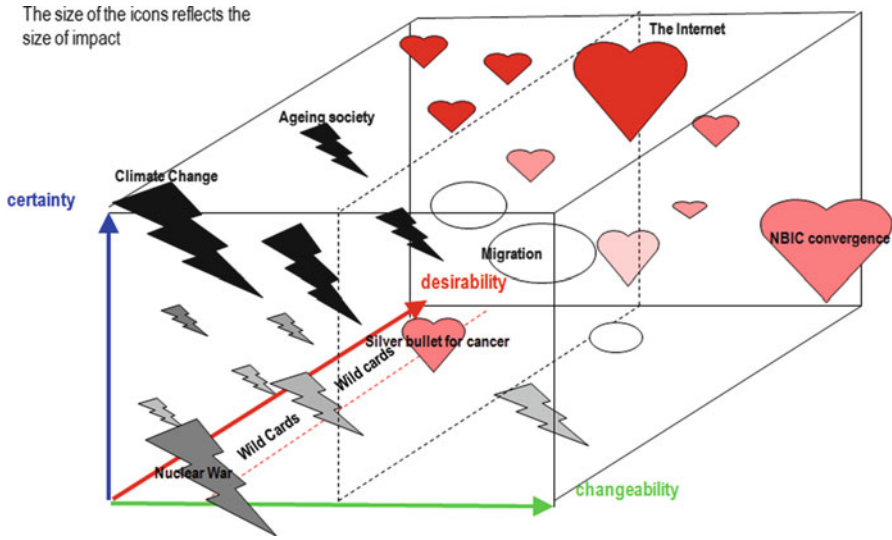 The size of the icons reflects the
size of impact
The Internet
Ageing society
Climate Change
certainty
Migration
NBIC convergence
desirability
Silver bullet for cancer
Wild cards
Wild Cards
Nuclear War
changeability